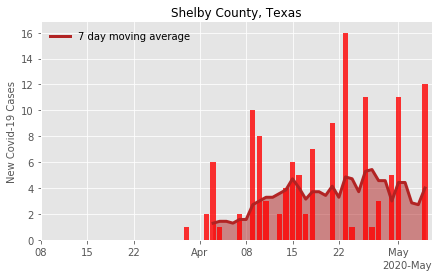 Shelby County, Texas
7 day moving average
New Covid-19 Cases
16
14
12
10
8
6
4
2
0
08 15 22 Apr 08 15 22 May
2020-May